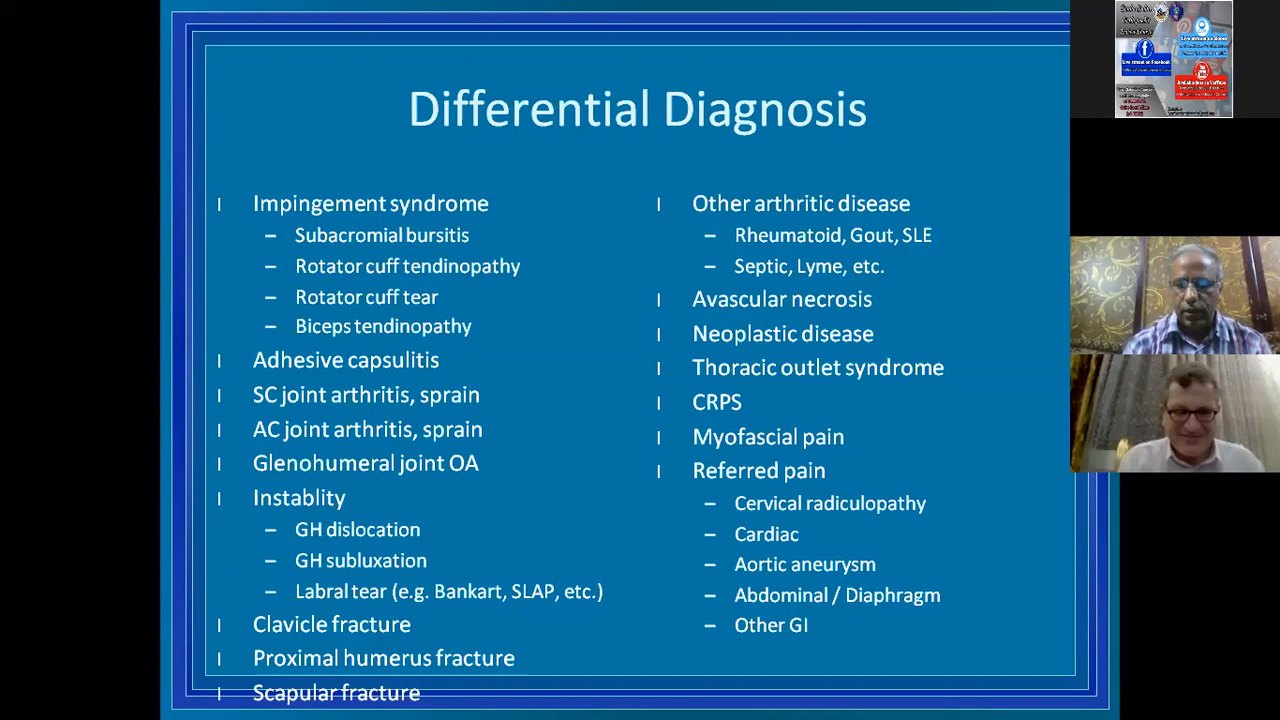 Differential Diagnosis
Impingement syndrome
– Subacromial bursitis
– Rotator cuff tendinopathy
– Rotator cuff tear
– Biceps tendinopathy
Adhesive capsulitis
SC joint arthritis, sprain
AC joint arthritis, sprain
Glenohumeral joint OA
Instablity
– GH dislocation
– GH subluxation
– Labral tear (e.g. Bankart, SLAP, etc.)
Clavicle fracture
Proximal humerus fracture
Scapular fracture
Other arthritic disease
– Rheumatoid, Gout, SLE
– Septic, Lyme, etc.
Avascular necrosis
Neoplastic disease
Thoracic outlet syndrome
CRPS
Myofascial pain
Referred pain
– Cervical radiculopathy
– Cardiac
– Aortic aneurysm
– Abdominal / Diaphragm
– Other GI